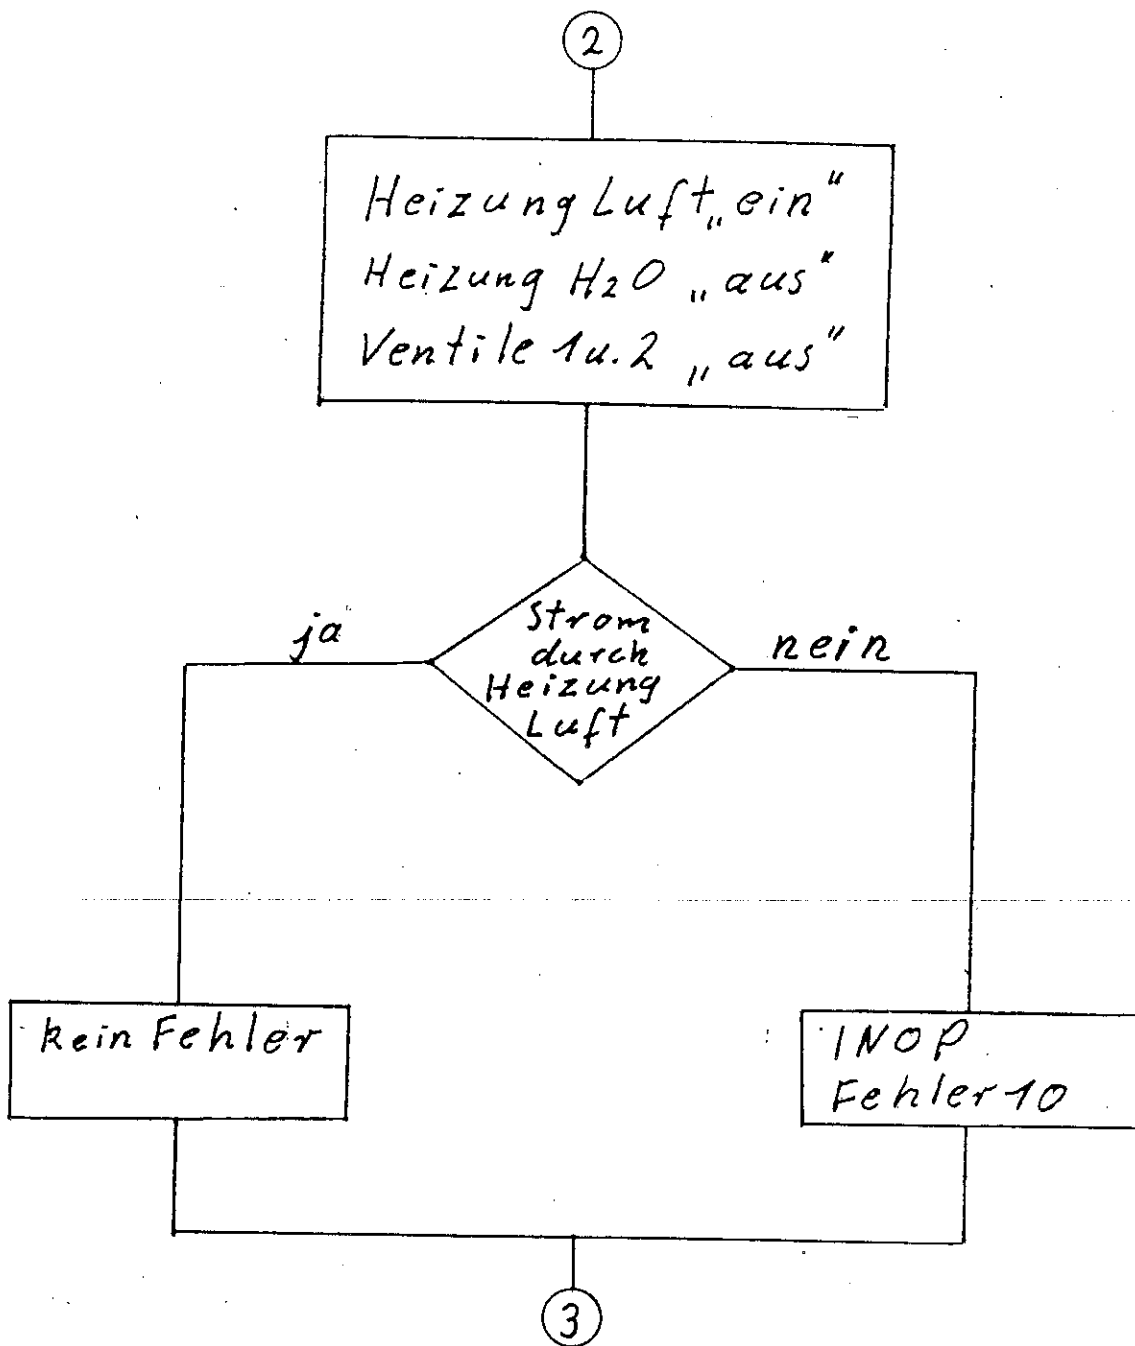 2
Heizung Luft „ein“
Heizung H₂O „aus“
Ventile 1 u. 2 „aus“
ja
Strom
durch
Heizung
Luft
nein
kein Fehler
INOP
Fehler 10
3